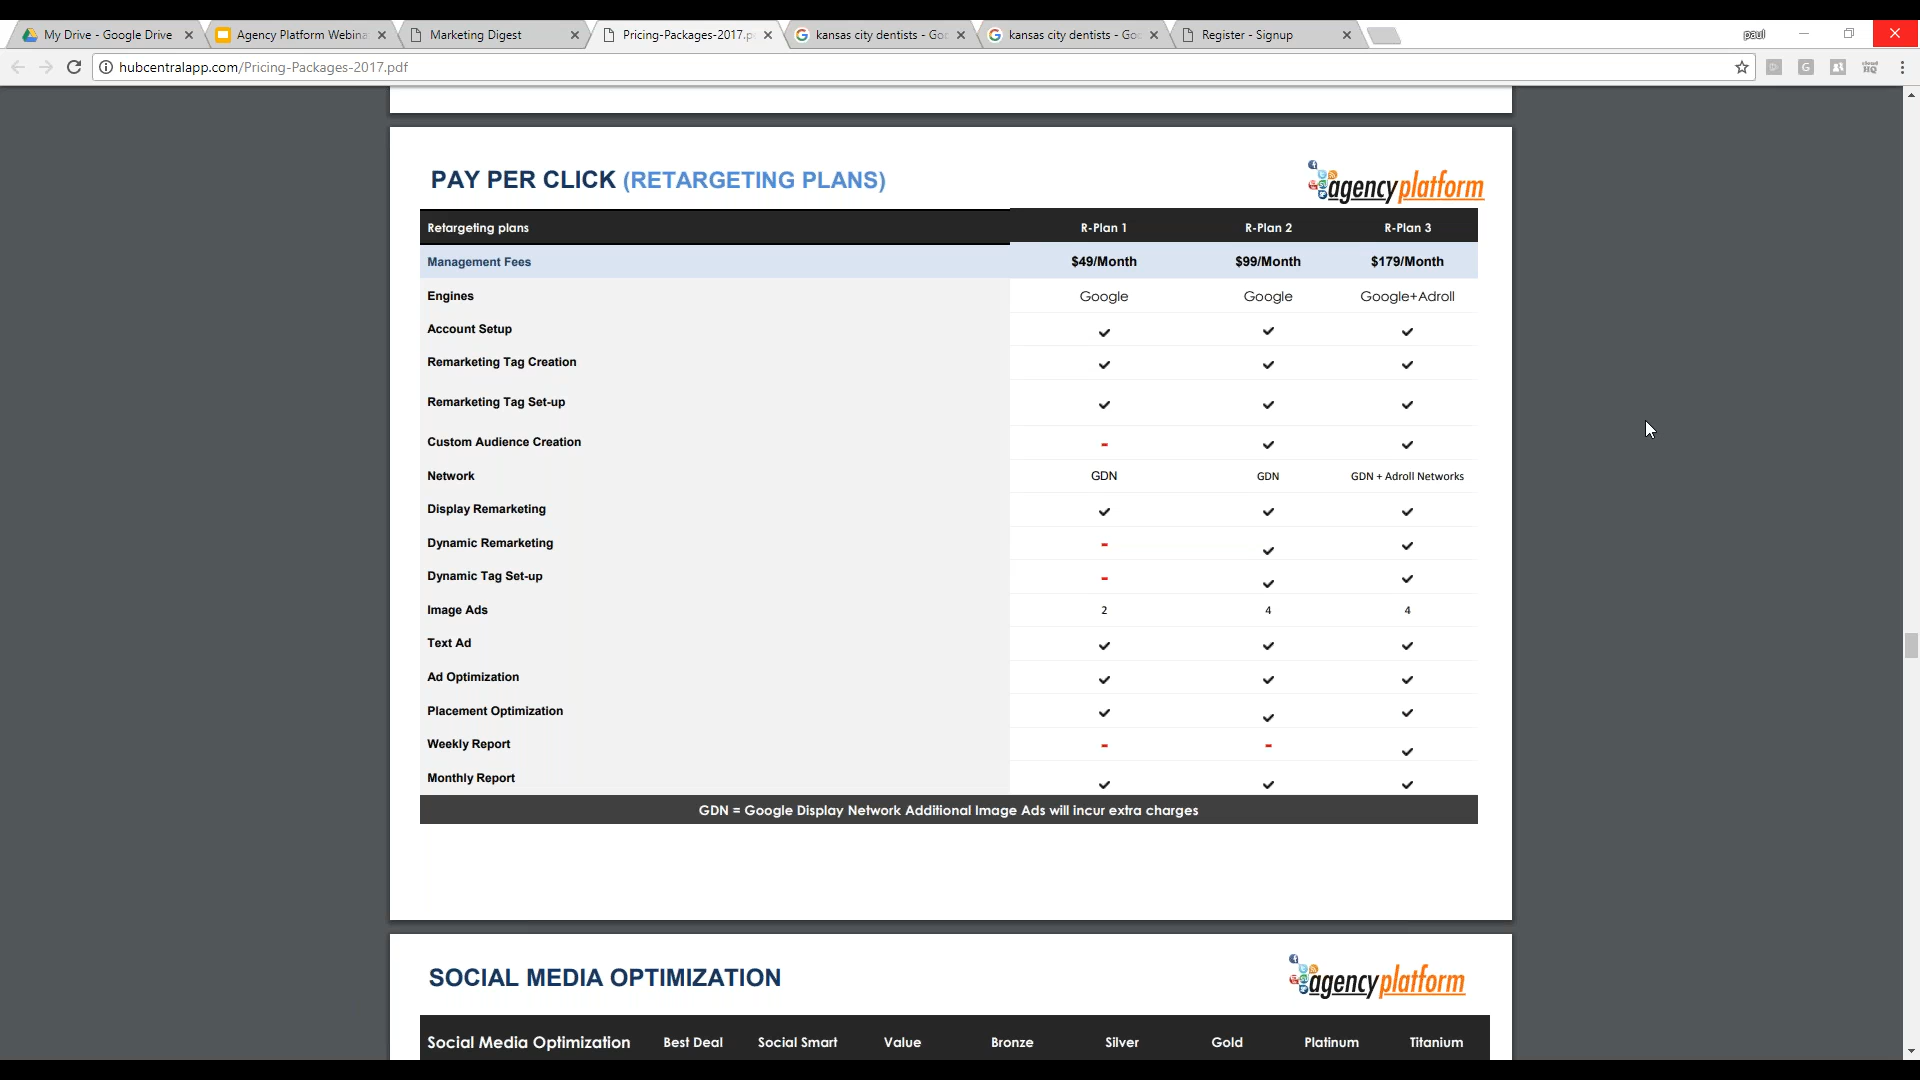 My Drive - Google Drive
Agency Platform Webina
Marketing Digest
Pricing-Packages-2017.p
kansas city dentists - Goo
kansas city dentists - Goo
Register - Signup
paul
hubcentralapp.com/Pricing-Packages-2017.pdf
PAY PER CLICK (RETARGETING PLANS)
agencyplatform
Retargeting plans R-Plan 1 R-Plan 2 R-Plan 3
Management Fees $49/Month $99/Month $179/Month
Engines Google Google Google+Adroll
Account Setup ✔ ✔ ✔
Remarketing Tag Creation ✔ ✔ ✔
Remarketing Tag Set-up ✔ ✔ ✔
Custom Audience Creation - ✔ ✔
Network GDN GDN GDN + Adroll Networks
Display Remarketing ✔ ✔ ✔
Dynamic Remarketing - ✔ ✔
Dynamic Tag Set-up - ✔ ✔
Image Ads 2 4 4
Text Ad ✔ ✔ ✔
Ad Optimization ✔ ✔ ✔
Placement Optimization ✔ ✔ ✔
Weekly Report - - ✔
Monthly Report ✔ ✔ ✔
GDN = Google Display Network Additional Image Ads will incur extra charges
SOCIAL MEDIA OPTIMIZATION
agencyplatform
Social Media Optimization Best Deal Social Smart Value Bronze Silver Gold Platinum Titanium